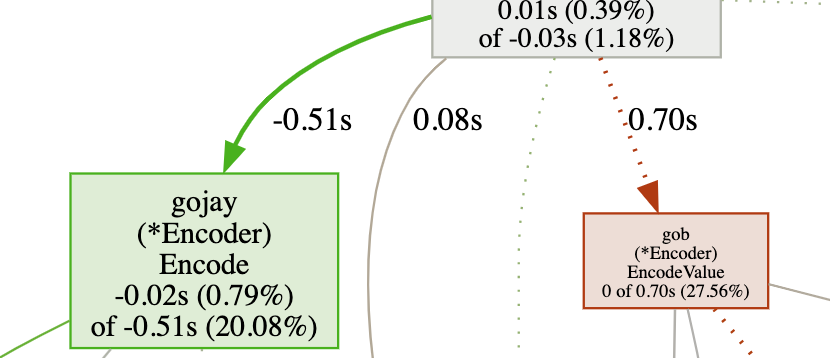 0.01s (0.39%)
of -0.03s (1.18%)
-0.51s
0.08s
0.70s
gojay
(*Encoder)
Encode
-0.02s (0.79%)
of -0.51s (20.08%)
gob
(*Encoder)
EncodeValue
0 of 0.70s (27.56%)